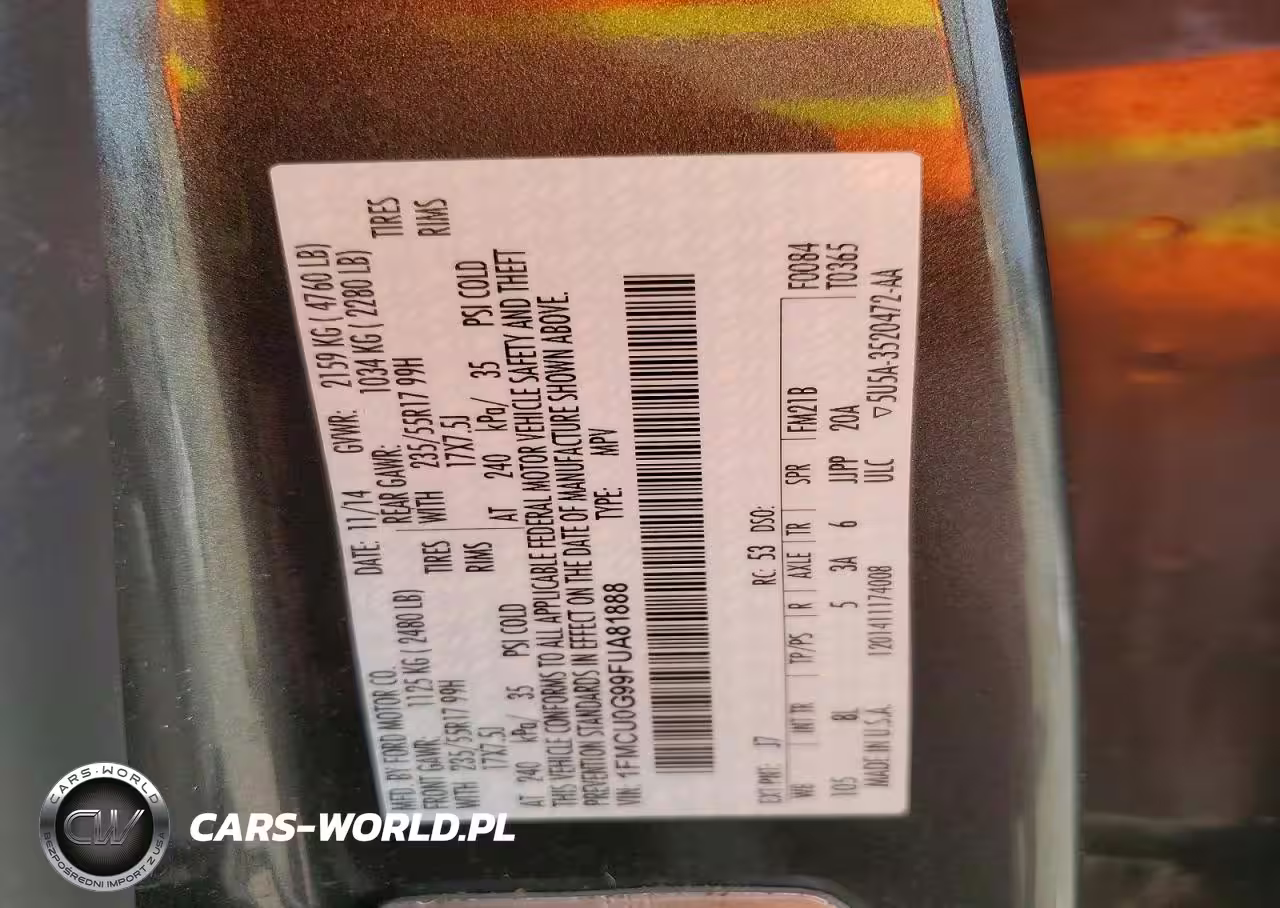 MFD. BY FORD MOTOR CO.
DATE: 11/14 GVWR: 2159 KG ( 4760 LB)
FRONT GAWR: 1125 KG ( 2480 LB) REAR GAWR: 1034 KG ( 2280 LB)
WITH 235/55R17 99H TIRES WITH 235/55R17 99H TIRES
17X7.5J RIMS 17X7.5J RIMS
AT 240 kPa/ 35 PSI COLD AT 240 kPa/ 35 PSI COLD
THIS VEHICLE CONFORMS TO ALL APPLICABLE FEDERAL MOTOR VEHICLE SAFETY AND THEFT
PREVENTION STANDARDS IN EFFECT ON THE DATE OF MANUFACTURE SHOWN ABOVE.
VIN: 1FMCU0G99FUA81888 TYPE: MPV
EXT PNT: J7 RC: 53 DSO:
WB INT TR TP/PS R AXLE TR SPR FM21B F0084
105 8L 5 3A 6 JJPP 20A T0365
MADE IN U.S.A. 1201411174008 ULC ▽5U5A-3520472-AA
CARS-WORLD
CW
BEZPOŚREDNI IMPORT Z USA
CARS-WORLD.PL